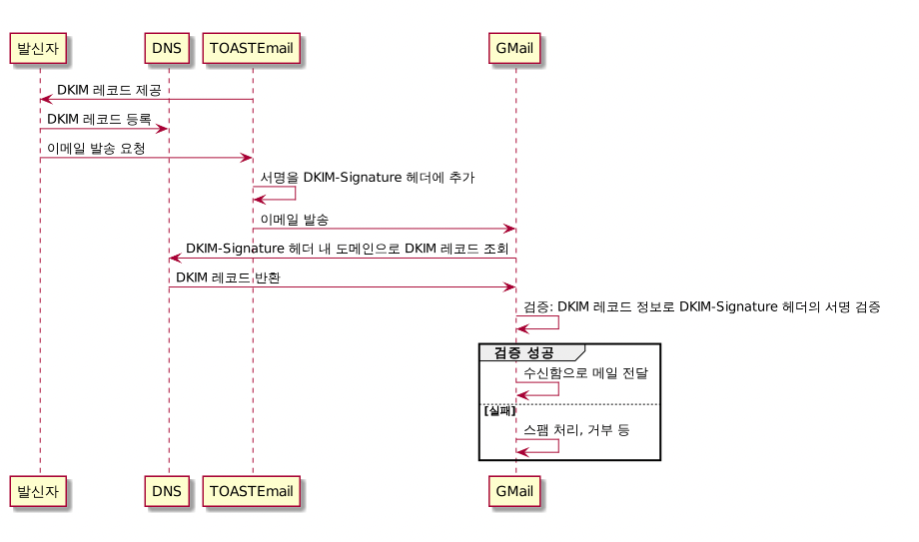 발신자 DNS TOASTEmail GMail
DKIM 레코드 제공
DKIM 레코드 등록
이메일 발송 요청
서명을 DKIM-Signature 헤더에 추가
이메일 발송
DKIM-Signature 헤더 내 도메인으로 DKIM 레코드 조회
DKIM 레코드 반환
검증: DKIM 레코드 정보로 DKIM-Signature 헤더의 서명 검증
검증 성공
수신함으로 메일 전달
[실패]
스팸 처리, 거부 등
발신자 DNS TOASTEmail GMail